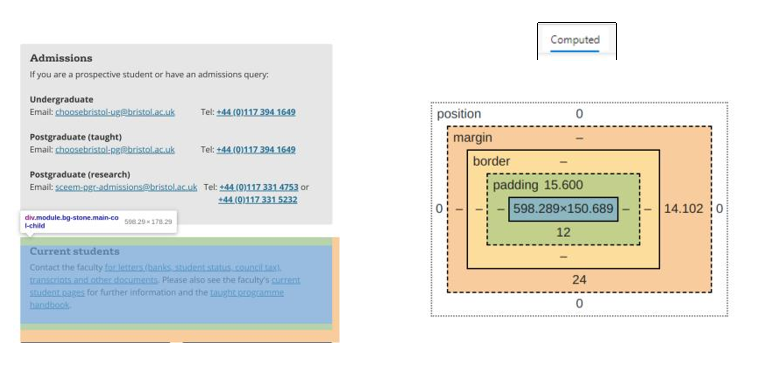 Admissions
If you are a prospective student or have an admissions query:
Undergraduate
Email: choosebristol-ug@bristol.ac.uk Tel: +44 (0)117 394 1649
Postgraduate (taught)
Email: choosebristol-pg@bristol.ac.uk Tel: +44 (0)117 394 1649
Postgraduate (research)
Email: sceem-pgr-admissions@bristol.ac.uk Tel: +44 (0)117 331 4753 or
+44 (0)117 331 5232
div.module.bg-stone.main-co
l-child
598.29 × 178.29
Current students
Contact the faculty for letters (banks, student status, council tax),
transcripts and other documents. Please also see the faculty's current
student pages for further information and the taught programme
handbook.
Computed
position 0
margin –
border –
padding 15.600
0 – – – 598.289×150.689 – – 14.102 0
12
–
24
0